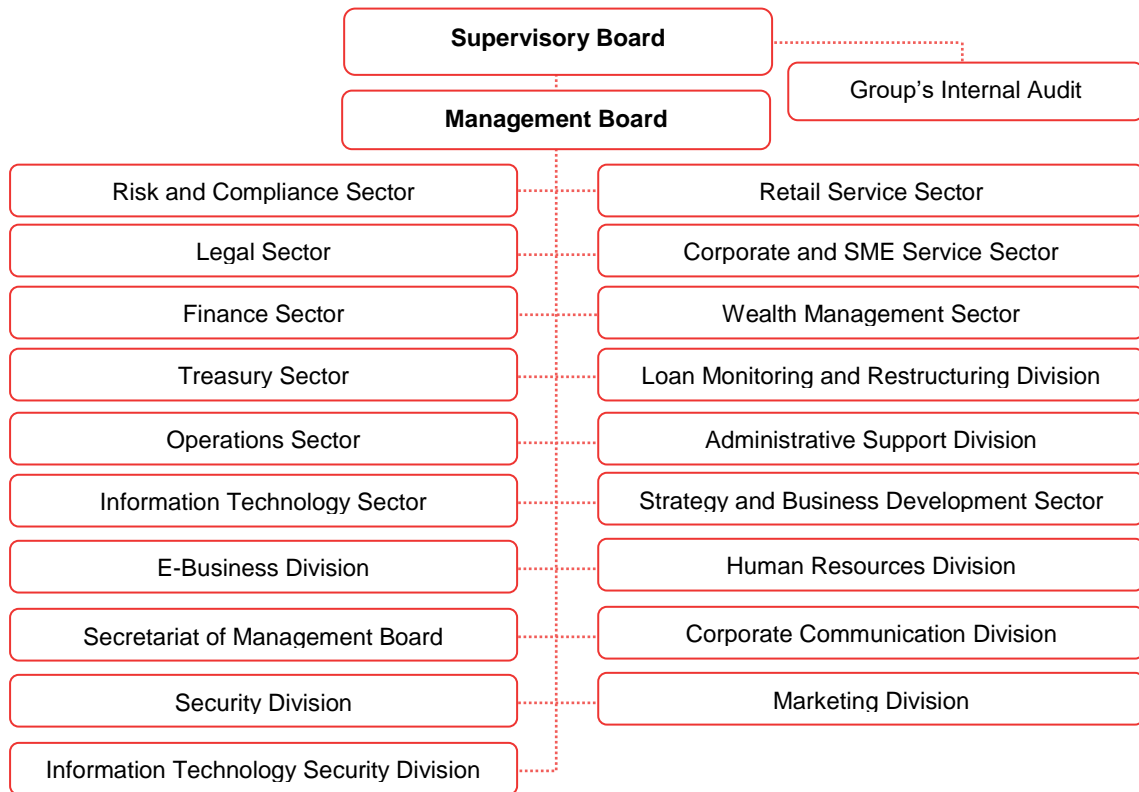 Supervisory Board
Group’s Internal Audit
Management Board
Risk and Compliance Sector
Retail Service Sector
Legal Sector
Corporate and SME Service Sector
Finance Sector
Wealth Management Sector
Treasury Sector
Loan Monitoring and Restructuring Division
Operations Sector
Administrative Support Division
Information Technology Sector
Strategy and Business Development Sector
E-Business Division
Human Resources Division
Secretariat of Management Board
Corporate Communication Division
Security Division
Marketing Division
Information Technology Security Division